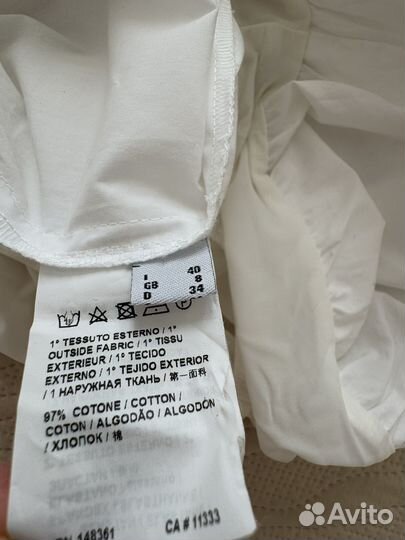 I 40
GB 8
D 34
1° TESSUTO ESTERNO / 1°
OUTSIDE FABRIC / 1° TISSU
EXTERIEUR / 1° TECIDO
EXTERNO / 1° TEJIDO EXTERIOR
/ 1 НАРУЖНАЯ ТКАНЬ / 第一面
97% COTONE / COTTON /
COTON / ALGODÃO / ALGODÓN
/ ХЛОПОК / 棉
148361 CA # 11333
Avito